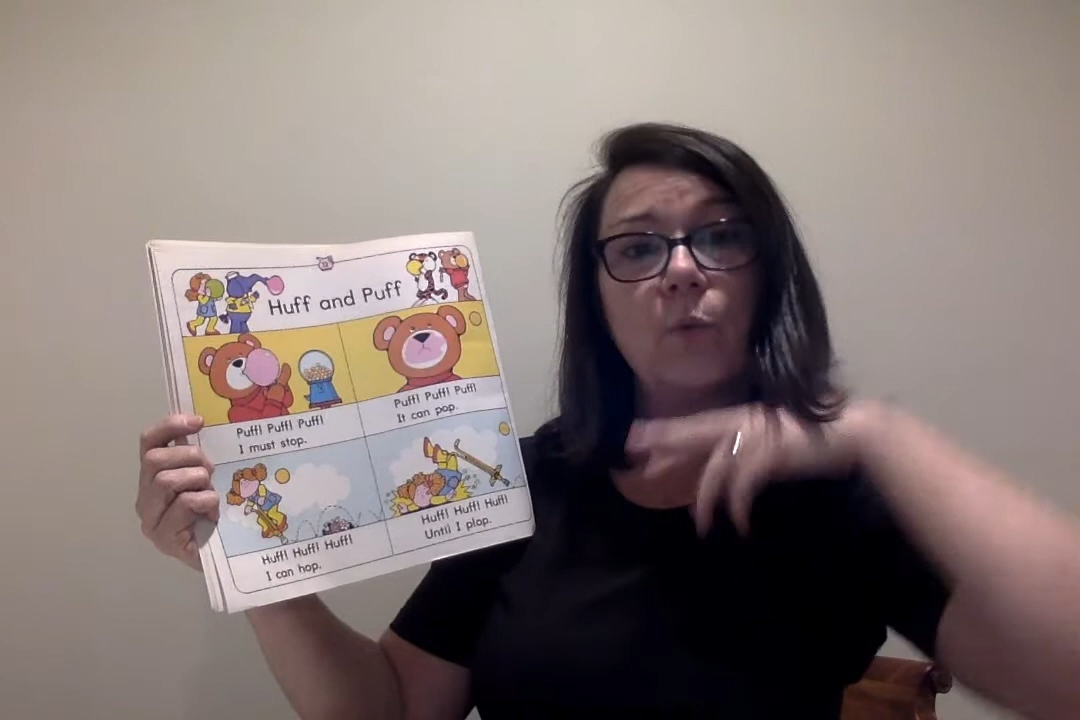 Huff and Puff
Puff! Puff! Puff!
I must stop.
Puff! Puff! Puff!
It can pop.
Huff! Huff! Huff!
I can hop.
Huff! Huff! Huff!
Until I plop.